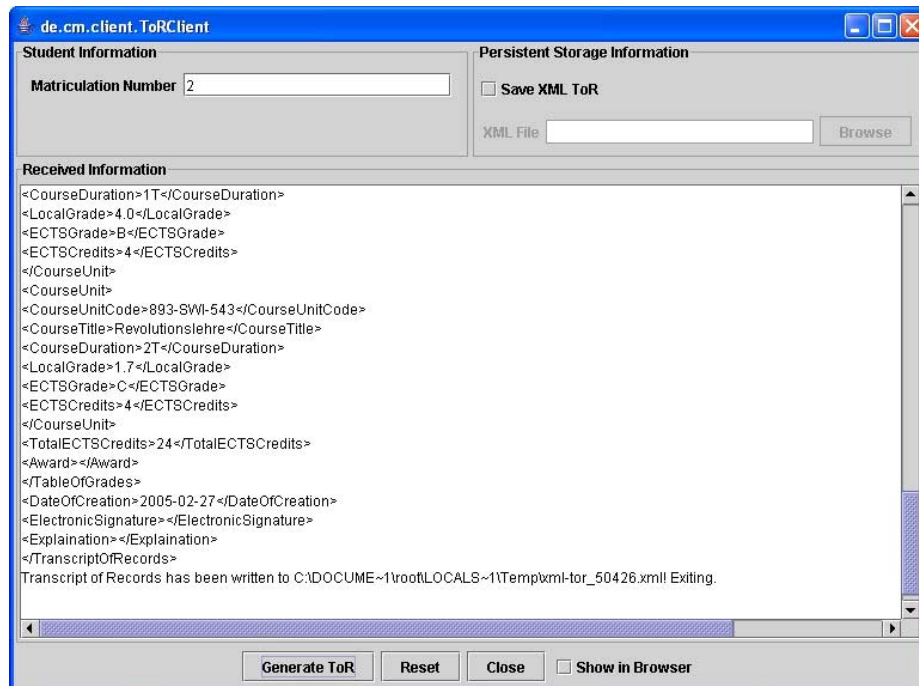 de.cm.client.ToRClient
Student Information
Matriculation Number 2
Persistent Storage Information
Save XML ToR
XML File
Browse
Received Information
<CourseDuration>1T</CourseDuration>
<LocalGrade>4.0</LocalGrade>
<ECTSGrade>B</ECTSGrade>
<ECTSCredits>4</ECTSCredits>
</CourseUnit>
<CourseUnit>
<CourseUnitCode>893-SWI-543</CourseUnitCode>
<CourseTitle>Revolutionslehre</CourseTitle>
<CourseDuration>2T</CourseDuration>
<LocalGrade>1.7</LocalGrade>
<ECTSGrade>C</ECTSGrade>
<ECTSCredits>4</ECTSCredits>
</CourseUnit>
<TotalECTSCredits>24</TotalECTSCredits>
<Award></Award>
</TableOfGrades>
<DateOfCreation>2005-02-27</DateOfCreation>
<ElectronicSignature></ElectronicSignature>
<Explaination></Explaination>
</TranscriptOfRecords>
Transcript of Records has been written to C:\DOCUME~1\root\LOCALS~1\Temp\xml-tor_50426.xml! Exiting.
Generate ToR Reset Close Show in Browser